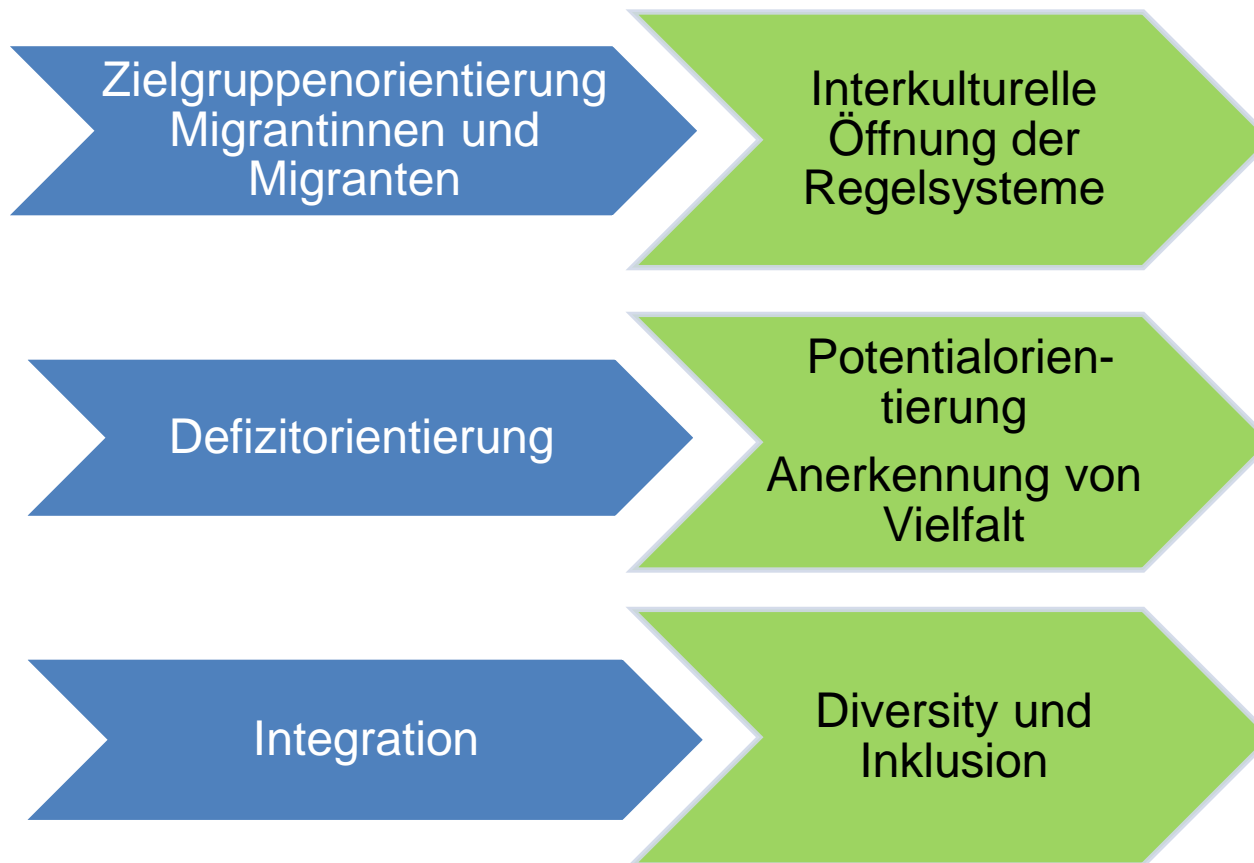 Zielgruppenorientierung
Migrantinnen und
Migranten
Interkulturelle
Öffnung der
Regelsysteme
Defizitorientierung
Potentialorien-
tierung
Anerkennung von
Vielfalt
Integration
Diversity und
Inklusion